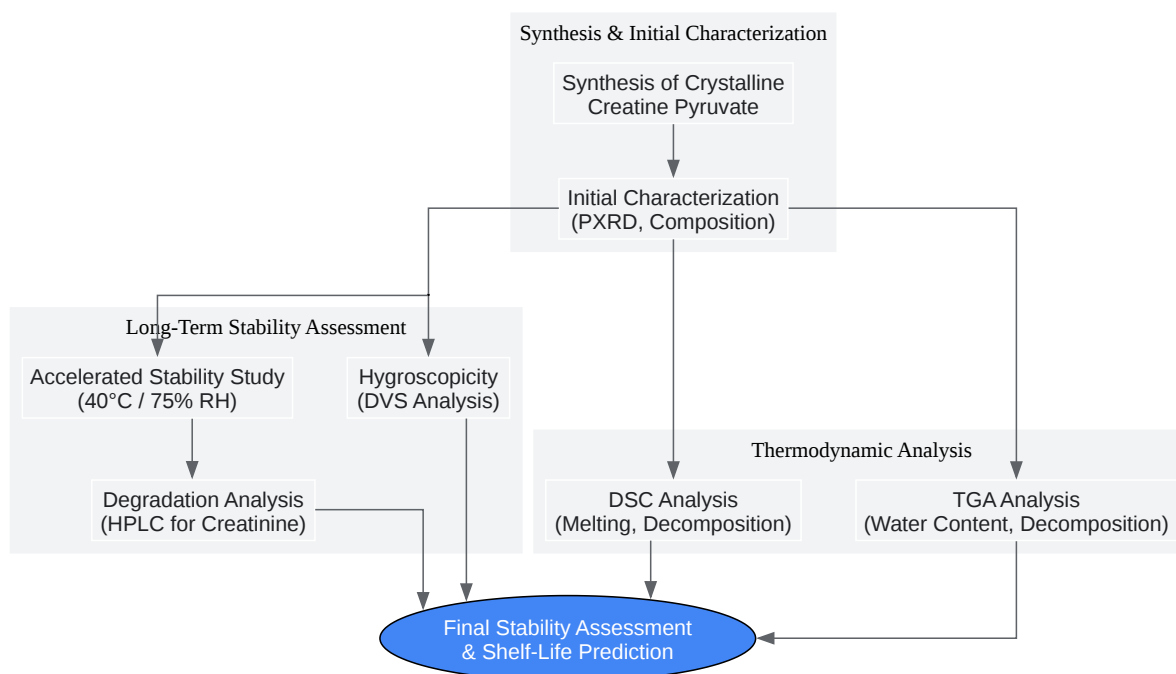 Synthesis & Initial Characterization
Synthesis of Crystalline
Creatine Pyruvate
Initial Characterization
(PXRD, Composition)
Long-Term Stability Assessment
Accelerated Stability Study
(40°C / 75% RH)
Hygroscopicity
(DVS Analysis)
Degradation Analysis
(HPLC for Creatinine)
Thermodynamic Analysis
DSC Analysis
(Melting, Decomposition)
TGA Analysis
(Water Content, Decomposition)
Final Stability Assessment
& Shelf-Life Prediction